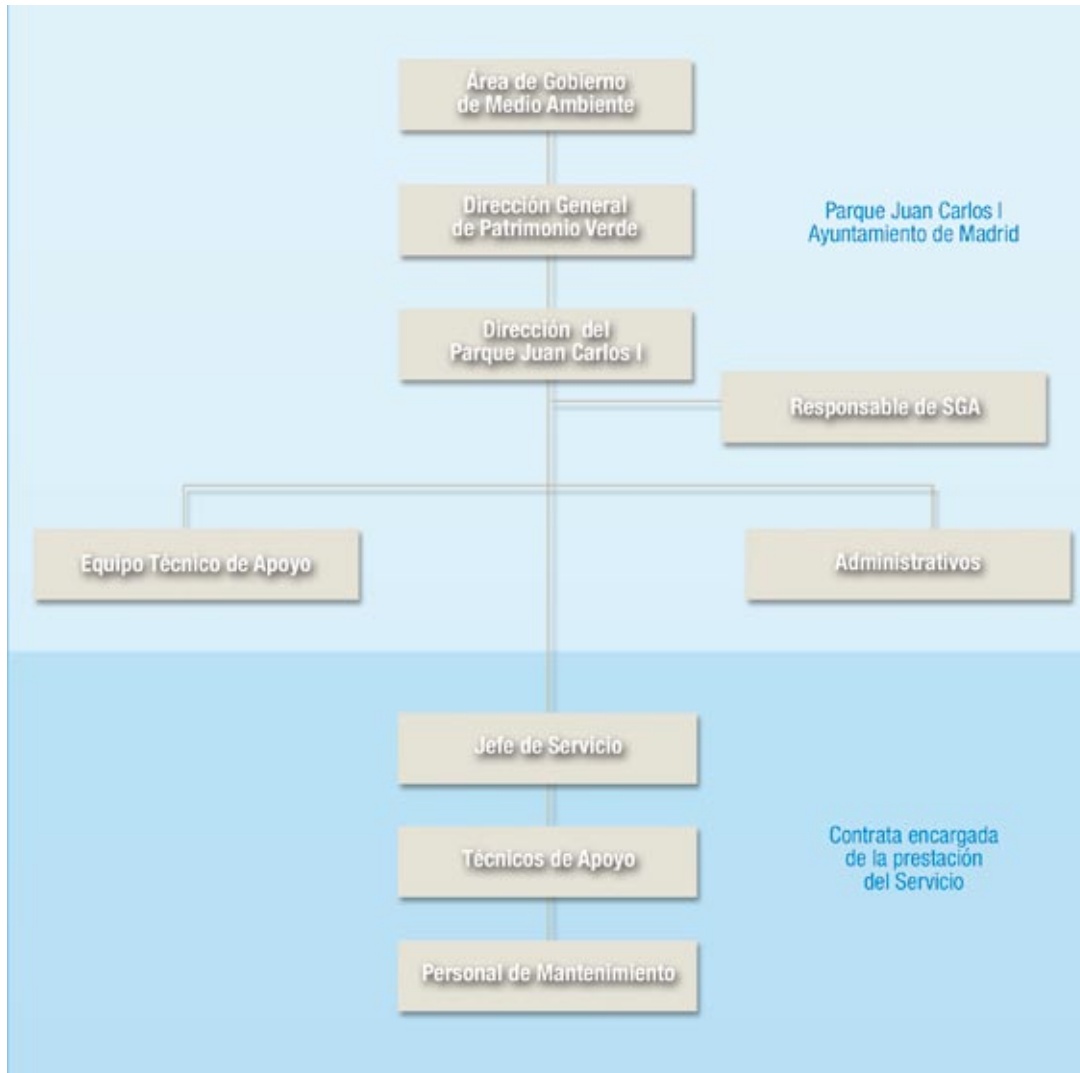 Área de Gobierno
de Medio Ambiente
Dirección General
de Patrimonio Verde
Parque Juan Carlos I
Ayuntamiento de Madrid
Dirección del
Parque Juan Carlos I
Responsable de SGA
Equipo Técnico de Apoyo
Administrativos
Jefe de Servicio
Técnicos de Apoyo
Contrata encargada
de la prestación
del Servicio
Personal de Mantenimiento